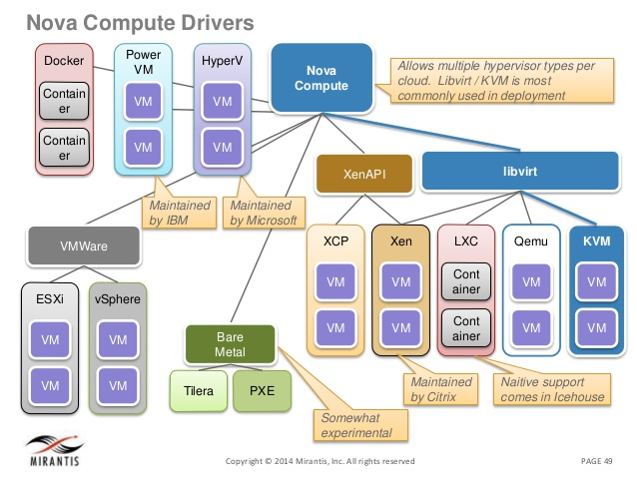 Nova Compute Drivers
Docker
Contain
er
Contain
er
Power
VM
VM
VM
HyperV
VM
VM
Nova
Compute
Allows multiple hypervisor types per
cloud. Libvirt / KVM is most
commonly used in deployment
Maintained
by IBM
Maintained
by Microsoft
XenAPI
libvirt
VMWare
ESXi
VM
VM
vSphere
VM
VM
XCP
VM
VM
Xen
VM
VM
LXC
Cont
ainer
Cont
ainer
Qemu
VM
VM
KVM
VM
VM
Bare
Metal
Tilera
PXE
Somewhat
experimental
Maintained
by Citrix
Naitive support
comes in Icehouse
MIRANTIS
Copyright © 2014 Mirantis, Inc. All rights reserved
PAGE 49